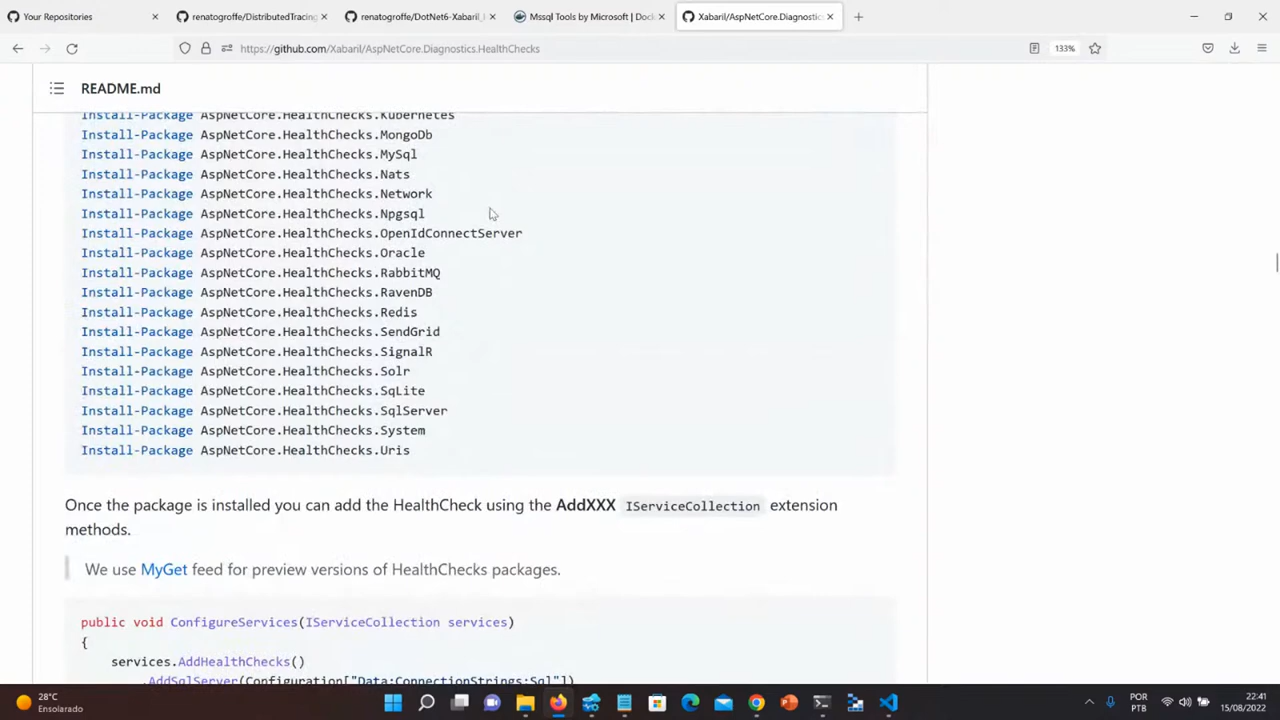 Your Repositories
renatogroffe/DistributedTracing
renatogroffe/DotNet6-Xabaril_
Mssql Tools by Microsoft | Dock
Xabaril/AspNetCore.Diagnostics.
https://github.com/Xabaril/AspNetCore.Diagnostics.HealthChecks
133%
README.md
Install-Package AspNetCore.HealthChecks.Kubernetes
Install-Package AspNetCore.HealthChecks.MongoDb
Install-Package AspNetCore.HealthChecks.MySql
Install-Package AspNetCore.HealthChecks.Nats
Install-Package AspNetCore.HealthChecks.Network
Install-Package AspNetCore.HealthChecks.Npgsql
Install-Package AspNetCore.HealthChecks.OpenIdConnectServer
Install-Package AspNetCore.HealthChecks.Oracle
Install-Package AspNetCore.HealthChecks.RabbitMQ
Install-Package AspNetCore.HealthChecks.RavenDB
Install-Package AspNetCore.HealthChecks.Redis
Install-Package AspNetCore.HealthChecks.SendGrid
Install-Package AspNetCore.HealthChecks.SignalR
Install-Package AspNetCore.HealthChecks.Solr
Install-Package AspNetCore.HealthChecks.SqLite
Install-Package AspNetCore.HealthChecks.SqlServer
Install-Package AspNetCore.HealthChecks.System
Install-Package AspNetCore.HealthChecks.Uris
Once the package is installed you can add the HealthCheck using the AddXXX IServiceCollection extension
methods.
We use MyGet feed for preview versions of HealthChecks packages.
public void ConfigureServices(IServiceCollection services)
{
services.AddHealthChecks()
.AddSqlServer(Configuration["Data:ConnectionStrings:Sql"])
28°C
Ensolarado
POR
PTB
22:41
15/08/2022